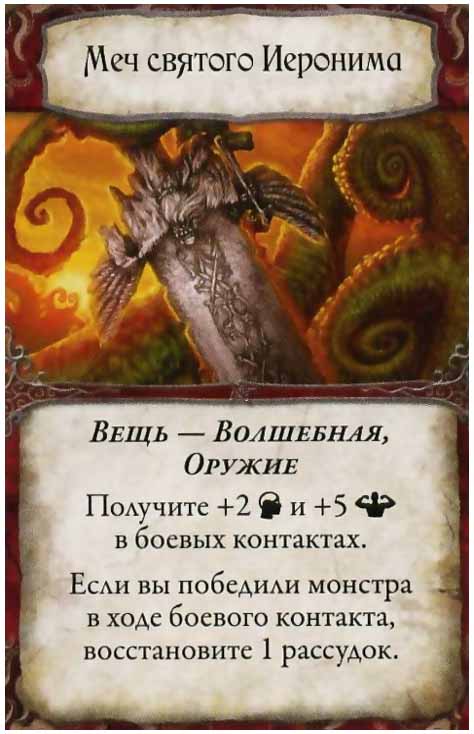 Меч святого Иеронима
Вещь — Волшебная,
Оружие
Получите +2 и +5
в боевых контактах.
Если вы победили монстра
в ходе боевого контакта,
восстановите 1 рассудок.